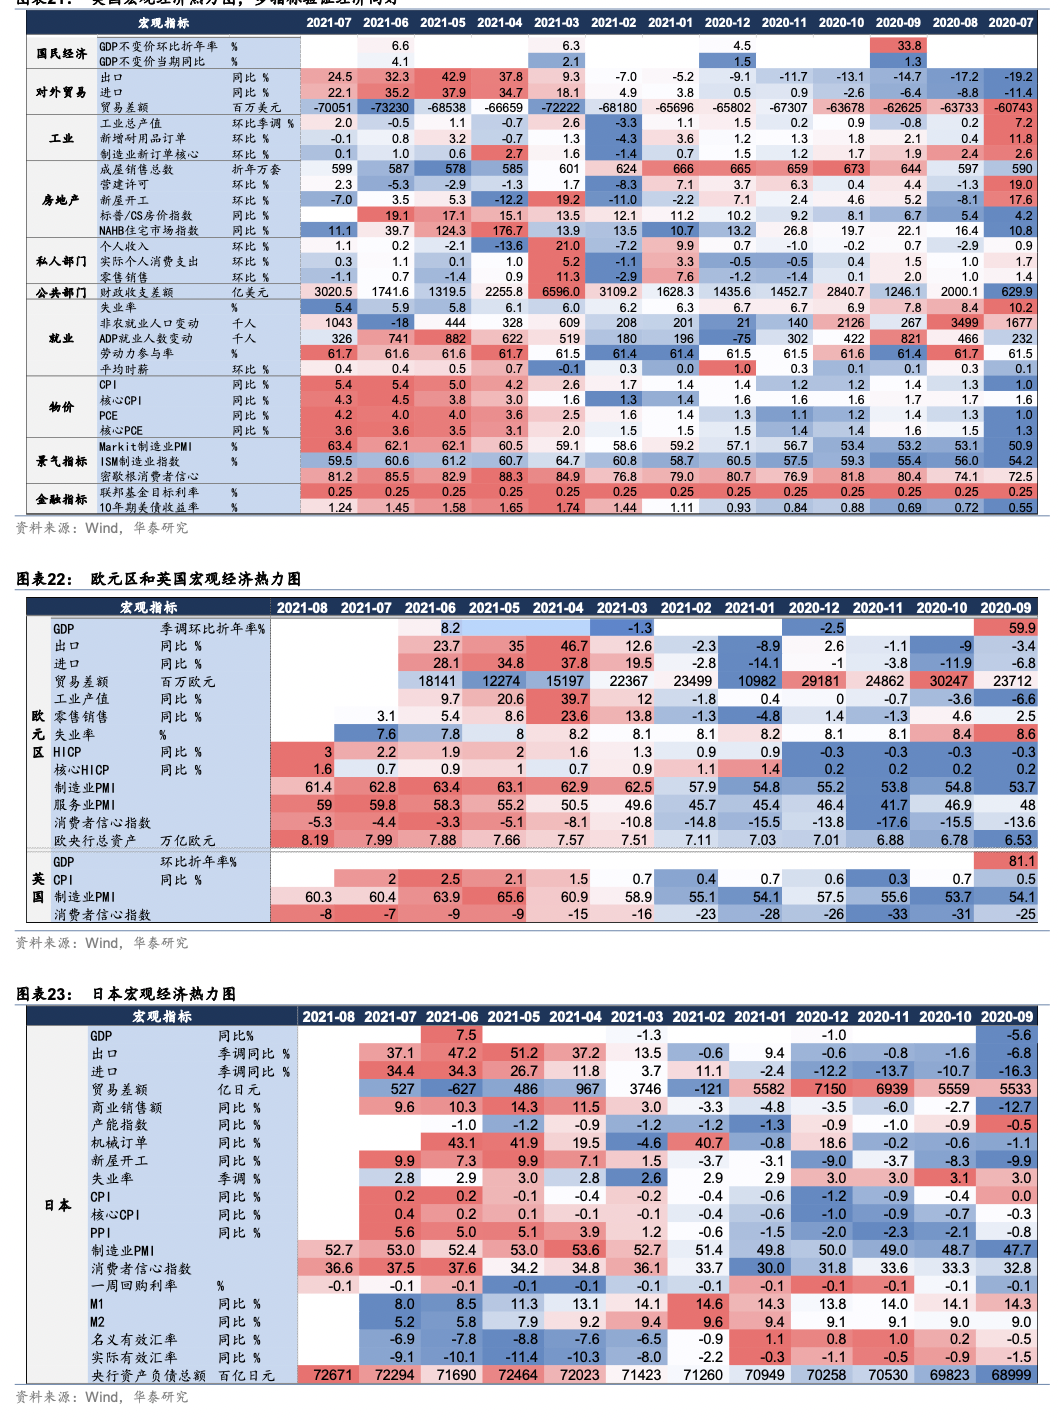 宏观指标 2021-07 2021-06 2021-05 2021-04 2021-03 2021-02 2021-01 2020-12 2020-11 2020-10 2020-09 2020-08 2020-07
国民经济 GDP不变价环比折年率 % 6.6 6.3 4.5 33.8
GDP不变价当期同比 % 4.1 2.1 1.5 1.3
对外贸易 出口 同比 % 24.5 32.3 42.9 37.8 9.3 -7.0 -5.2 -9.1 -11.7 -13.1 -14.7 -17.2 -19.2
进口 同比 % 22.1 35.2 37.9 34.7 18.1 4.9 3.8 0.5 0.9 -2.6 -6.4 -8.8 -11.4
贸易差额 百万美元 -70051 -73230 -68538 -66659 -72222 -68180 -65696 -65802 -67307 -63678 -62625 -63733 -60743
工业 工业总产值 环比季调 % 2.0 -0.5 1.1 -0.7 2.6 -3.3 1.1 1.5 0.2 0.9 -0.8 0.2 7.2
新增耐用品订单 环比 % -0.1 0.8 3.2 -0.7 1.3 -4.3 3.6 1.2 1.3 1.8 2.1 0.4 11.8
制造业新订单核心 环比 % 0.1 1.0 0.6 2.7 1.6 -1.4 0.7 1.5 1.2 1.7 1.9 2.4 2.6
房地产 成屋销售总数 折年万套 599 587 578 585 601 624 666 665 659 673 644 597 590
营建许可 环比 % 2.3 -5.3 -2.9 -1.3 1.7 -8.3 7.1 3.7 6.3 0.4 4.4 -1.3 19.0
新屋开工 环比 % -7.0 3.5 5.3 -12.2 19.2 -11.0 -2.2 7.1 2.4 4.6 5.2 -8.1 17.6
标普/CS房价指数 同比 % 19.1 17.1 15.1 13.5 12.1 11.2 10.2 9.2 8.1 6.7 5.4 4.2
NAHB住宅市场指数 同比 % 11.1 39.7 124.3 176.7 13.9 13.5 10.7 13.2 26.8 19.7 22.1 16.4 10.8
私人部门 个人收入 环比 % 1.1 0.2 -2.1 -13.6 21.0 -7.2 9.9 0.7 -1.0 -0.2 0.7 -2.9 0.9
实际个人消费支出 环比 % 0.3 1.1 0.1 1.0 5.2 -1.1 3.3 -0.5 -0.5 0.4 1.5 1.0 1.7
零售销售 环比 % -1.1 0.7 -1.4 0.9 11.3 -2.9 7.6 -1.2 -1.4 0.1 2.0 1.0 1.4
公共部门 财政收支差额 亿美元 3020.5 1741.6 1319.5 2255.8 6596.0 3109.2 1628.3 1435.6 1452.7 2840.7 1246.1 2000.1 629.9
就业 失业率 % 5.4 5.9 5.8 6.1 6.0 6.2 6.3 6.7 6.7 6.9 7.8 8.4 10.2
非农就业人口变动 千人 1043 -18 444 328 609 208 201 21 140 2126 267 3499 1677
ADP就业人数变动 千人 326 741 882 622 519 180 196 -75 302 422 821 466 232
劳动力参与率 % 61.7 61.6 61.6 61.7 61.5 61.4 61.4 61.5 61.5 61.6 61.4 61.7 61.5
平均时薪 环比 % 0.4 0.4 0.5 0.7 -0.1 0.3 0.0 1.0 0.3 0.1 0.1 0.3 0.1
物价 CPI 同比 % 5.4 5.4 5.0 4.2 2.6 1.7 1.4 1.4 1.2 1.2 1.4 1.3 1.0
核心CPI 同比 % 4.3 4.5 3.8 3.0 1.6 1.3 1.4 1.6 1.6 1.6 1.7 1.7 1.6
PCE 同比 % 4.2 4.0 4.0 3.6 2.5 1.6 1.4 1.3 1.1 1.2 1.4 1.3 1.0
核心PCE 同比 % 3.6 3.6 3.5 3.1 2.0 1.5 1.5 1.5 1.4 1.4 1.6 1.5 1.3
景气指标 Markit制造业PMI % 63.4 62.1 62.1 60.5 59.1 58.6 59.2 57.1 56.7 53.4 53.2 53.1 50.9
ISM制造业指数 % 59.5 60.6 61.2 60.7 64.7 60.8 58.7 60.5 57.5 59.3 55.4 56.0 54.2
密歇根消费者信心 81.2 85.5 82.9 88.3 84.9 76.8 79.0 80.7 76.9 81.8 80.4 74.1 72.5
金融指标 联邦基金目标利率 % 0.25 0.25 0.25 0.25 0.25 0.25 0.25 0.25 0.25 0.25 0.25 0.25 0.25
10年期美债收益率 % 1.24 1.45 1.58 1.65 1.74 1.44 1.11 0.93 0.84 0.88 0.69 0.72 0.55
资料来源：Wind，华泰研究
图表22： 欧元区和英国宏观经济热力图
宏观指标 2021-08 2021-07 2021-06 2021-05 2021-04 2021-03 2021-02 2021-01 2020-12 2020-11 2020-10 2020-09
欧元区 GDP 季调环比折年率% 8.2 -1.3 -2.5 59.9
出口 同比 % 23.7 35 46.7 12.6 -2.3 -8.9 2.6 -1.1 -9 -3.4
进口 同比 % 28.1 34.8 37.8 19.5 -2.8 -14.1 -1 -3.8 -11.9 -6.8
贸易差额 百万欧元 18141 12274 15197 22367 23499 10982 29181 24862 30247 23712
工业产值 同比 % 9.7 20.6 39.7 12 -1.8 0.4 0 -0.7 -3.6 -6.6
零售销售 同比 % 3.1 5.4 8.6 23.6 13.8 -1.3 -4.8 1.4 -1.3 4.6 2.5
失业率 % 7.6 7.8 8 8.2 8.1 8.1 8.2 8.1 8.1 8.4 8.6
HICP 同比 % 3 2.2 1.9 2 1.6 1.3 0.9 0.9 -0.3 -0.3 -0.3 -0.3
核心HICP 同比 % 1.6 0.7 0.9 1 0.7 0.9 1.1 1.4 0.2 0.2 0.2 0.2
制造业PMI 61.4 62.8 63.4 63.1 62.9 62.5 57.9 54.8 55.2 53.8 54.8 53.7
服务业PMI 59 59.8 58.3 55.2 50.5 49.6 45.7 45.4 46.4 41.7 46.9 48
消费者信心指数 -5.3 -4.4 -3.3 -5.1 -8.1 -10.8 -14.8 -15.5 -13.8 -17.6 -15.5 -13.6
欧央行总资产 万亿欧元 8.19 7.99 7.88 7.66 7.57 7.51 7.11 7.03 7.01 6.88 6.78 6.53
英国 GDP 环比折年率% 81.1
CPI 同比 % 2 2.5 2.1 1.5 0.7 0.4 0.7 0.6 0.3 0.7 0.5
制造业PMI 60.3 60.4 63.9 65.6 60.9 58.9 55.1 54.1 57.5 55.6 53.7 54.1
消费者信心指数 -8 -7 -9 -9 -15 -16 -23 -28 -26 -33 -31 -25
资料来源：Wind，华泰研究
图表23： 日本宏观经济热力图
宏观指标 2021-08 2021-07 2021-06 2021-05 2021-04 2021-03 2021-02 2021-01 2020-12 2020-11 2020-10 2020-09
日本 GDP 同比% 7.5 -1.3 -1.0 -5.6
出口 季调同比 % 37.1 47.2 51.2 37.2 13.5 -0.6 9.4 -0.6 -0.8 -1.6 -6.8
进口 季调同比 % 34.4 34.3 26.7 11.8 3.7 11.1 -2.4 -12.2 -13.7 -10.7 -16.3
贸易差额 亿日元 527 -627 486 967 3746 -121 5582 7150 6939 5559 5533
商业销售额 同比 % 9.6 10.3 14.3 11.5 3.0 -3.3 -4.8 -3.5 -6.0 -2.7 -12.7
产能指数 同比 % -1.0 -1.2 -0.9 -1.2 -1.2 -1.3 -0.9 -1.0 -0.9 -0.5
机械订单 同比 % 43.1 41.9 19.5 -4.6 40.7 -0.8 18.6 -0.2 -0.6 -1.1
新屋开工 同比 % 9.9 7.3 9.9 7.1 1.5 -3.7 -3.1 -9.0 -3.7 -8.3 -9.9
失业率 季调 % 2.8 2.9 3.0 2.8 2.6 2.9 2.9 3.0 3.0 3.1 3.0
CPI 同比 % 0.2 0.2 -0.1 -0.4 -0.2 -0.4 -0.6 -1.2 -0.9 -0.4 0.0
核心CPI 同比 % 0.4 0.2 0.1 -0.1 -0.1 -0.4 -0.6 -1.0 -0.9 -0.7 -0.3
PPI 同比 % 5.6 5.0 5.1 3.9 1.2 -0.6 -1.5 -2.0 -2.3 -2.1 -0.8
制造业PMI 52.7 53.0 52.4 53.0 53.6 52.7 51.4 49.8 50.0 49.0 48.7 47.7
消费者信心指数 36.6 37.5 37.6 34.2 34.8 36.1 33.7 30.0 31.8 33.6 33.3 32.8
一周回购利率 % -0.1 -0.1 -0.1 -0.1 -0.1 -0.1 -0.1 -0.1 -0.1 -0.1 -0.1 -0.1
M1 同比 % 8.0 8.5 11.3 13.1 14.1 14.6 14.3 13.8 14.0 14.1 14.3
M2 同比 % 5.2 5.8 7.9 9.2 9.4 9.6 9.4 9.1 9.1 9.0 9.0
名义有效汇率 同比 % -6.9 -7.8 -8.8 -7.6 -6.5 -0.9 1.1 0.8 1.0 0.2 -0.5
实际有效汇率 同比 % -9.1 -10.1 -11.4 -10.3 -8.0 -2.2 -0.3 -1.1 -0.5 -0.9 -1.5
央行资产负债总额 百亿日元 72671 72294 71690 72464 72023 71423 71260 70949 70258 70530 69823 68999
资料来源：Wind，华泰研究